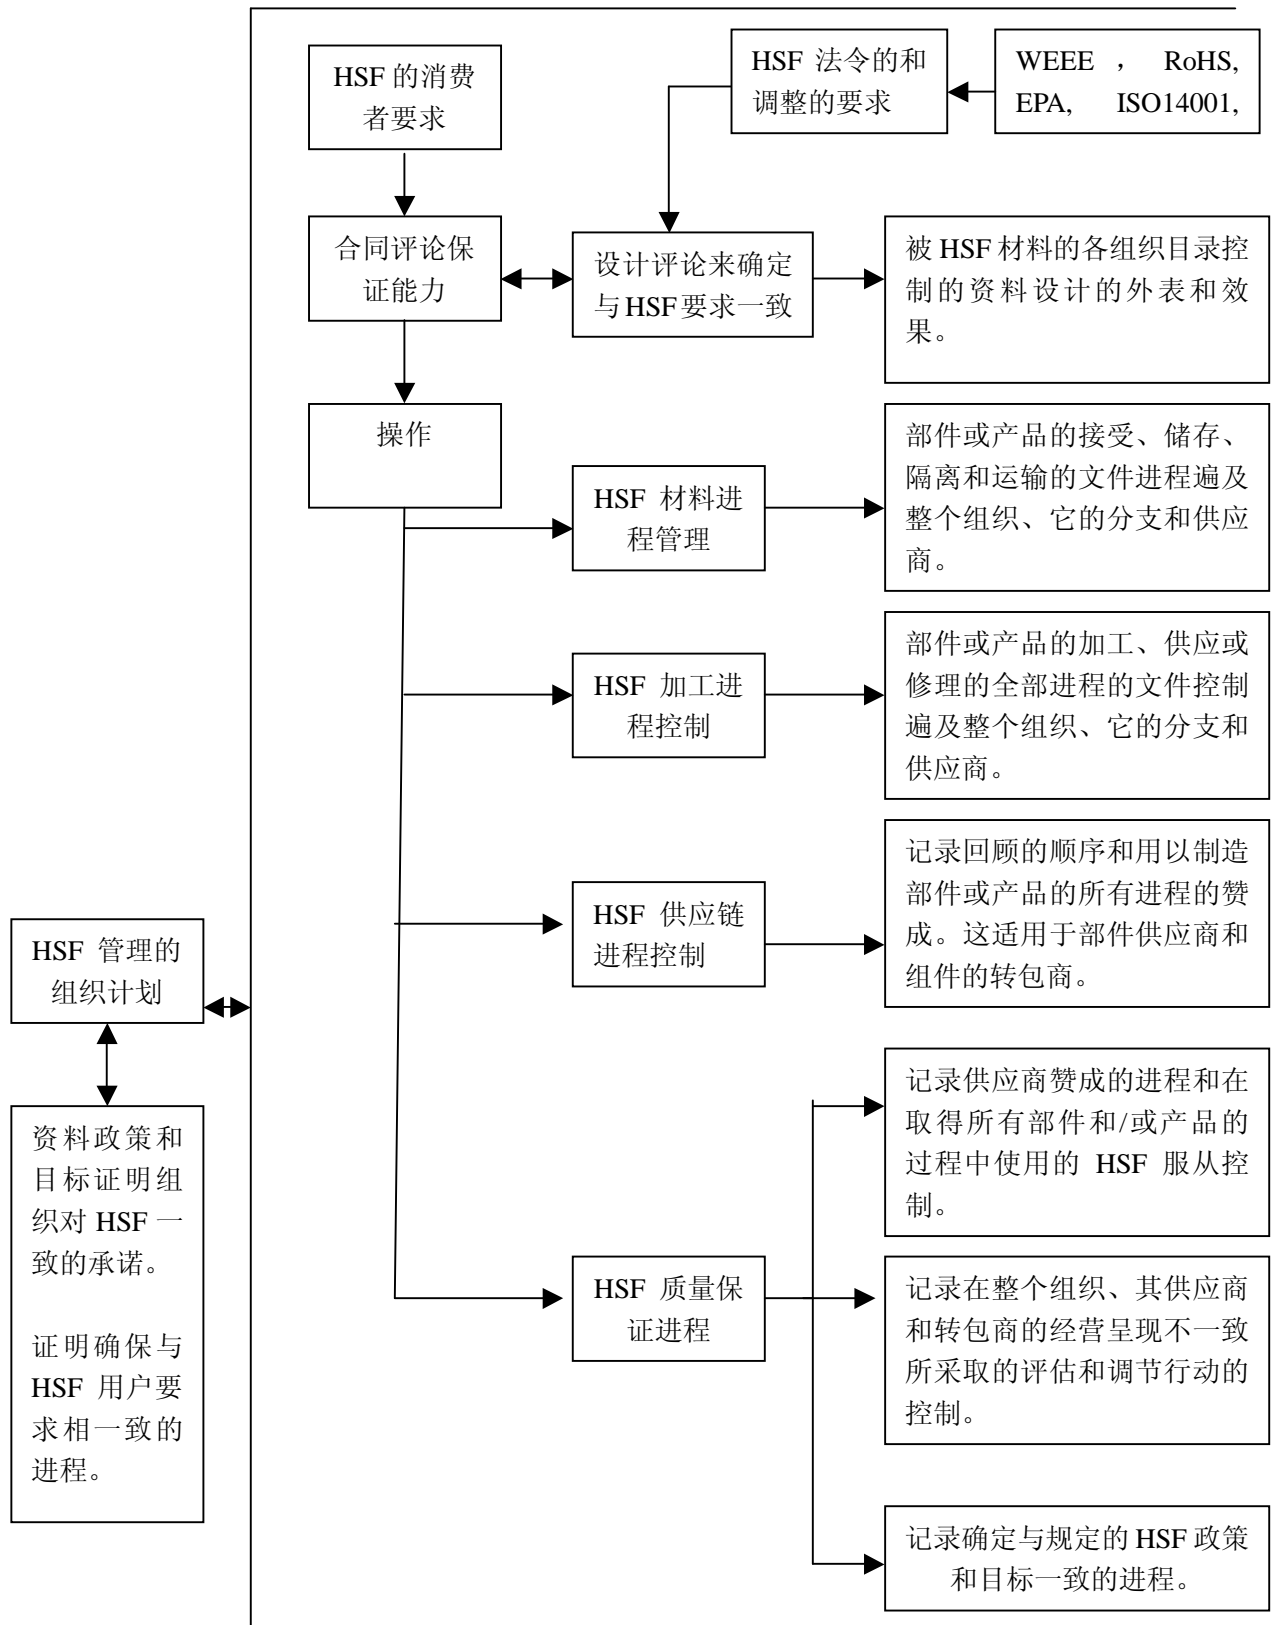 HSF 的消费
者要求
HSF 法令的和
调整的要求
WEEE ， RoHS,
EPA, ISO14001,
合同评论保
证能力
设计评论来确定
与HSF要求一致
被HSF材料的各组织目录控
制的资料设计的外表和效
果。
操作
HSF 材料进
程管理
部件或产品的接受、储存、
隔离和运输的文件进程遍及
整个组织、它的分支和供应
商。
HSF 加工进
程控制
部件或产品的加工、供应或
修理的全部进程的文件控制
遍及整个组织、它的分支和
供应商。
HSF 供应链
进程控制
记录回顾的顺序和用以制造
部件或产品的所有进程的赞
成。这适用于部件供应商和
组件的转包商。
HSF 管理的
组织计划
资料政策和
目标证明组
织对 HSF 一
致的承诺。
证明确保与
HSF 用户要
求相一致的
进程。
HSF 质量保
证进程
记录供应商赞成的进程和在
取得所有部件和/或产品的
过程中使用的 HSF 服从控
制。
记录在整个组织、其供应商
和转包商的经营呈现不一致
所采取的评估和调节行动的
控制。
记录确定与规定的HSF政策
和目标一致的进程。